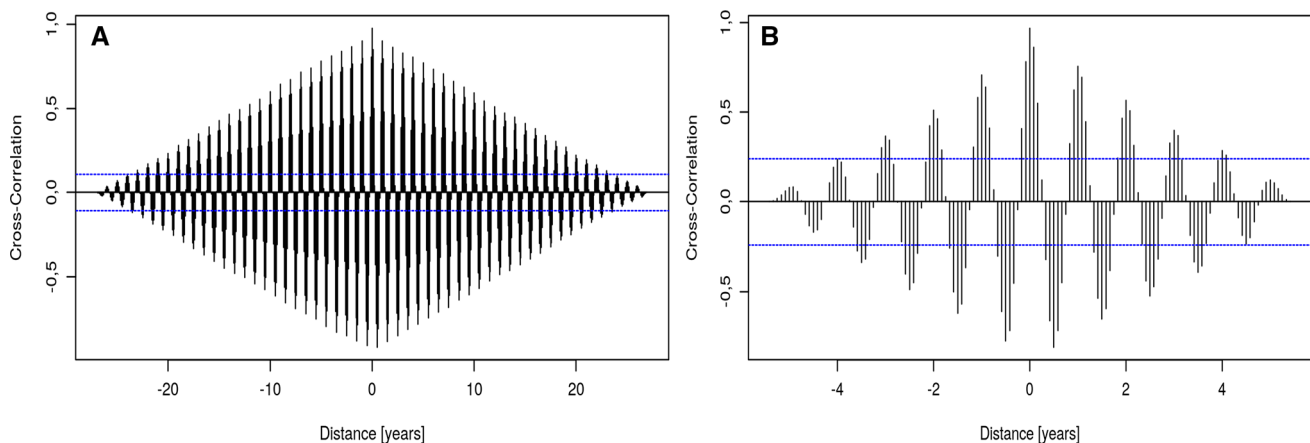 A
Cross-Correlation
1,0
0,5
0,0
-0,5
-20 -10 0 10 20
Distance [years]
B
Cross-Correlation
1,0
0,5
0,0
-0,5
-4 -2 0 2 4
Distance [years]